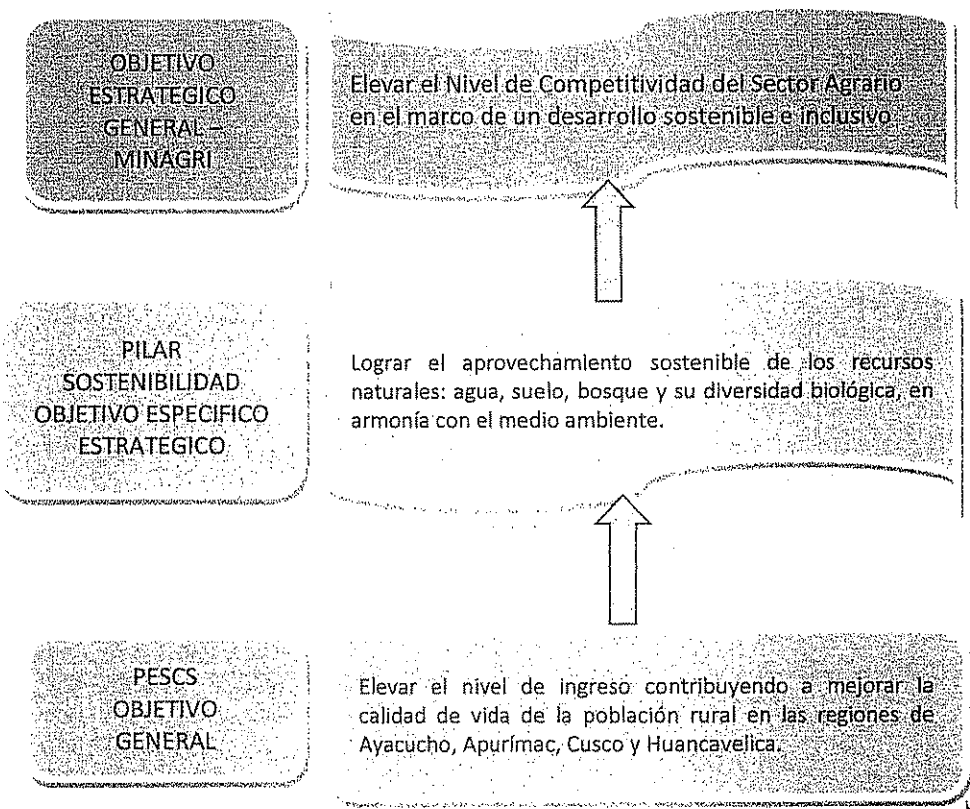 OBJETIVO
ESTRATEGICO
GENERAL –
MINAGRI
Elevar el Nivel de Competitividad del Sector Agrario
en el marco de un desarrollo sostenible e inclusivo
PILAR
SOSTENIBILIDAD
OBJETIVO ESPECIFICO
ESTRATEGICO
Lograr el aprovechamiento sostenible de los recursos
naturales: agua, suelo, bosque y su diversidad biológica, en
armonía con el medio ambiente.
PESCS
OBJETIVO
GENERAL
Elevar el nivel de ingreso contribuyendo a mejorar la
calidad de vida de la población rural en las regiones de
Ayacucho, Apurímac, Cusco y Huancavelica.